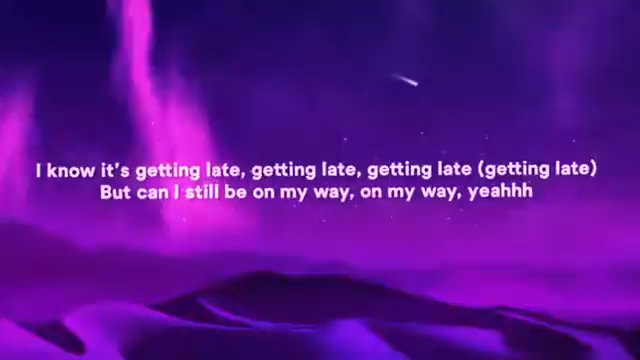 I know it's getting late, getting late, getting late (getting late)
But can I still be on my way, on my way, yeahhh